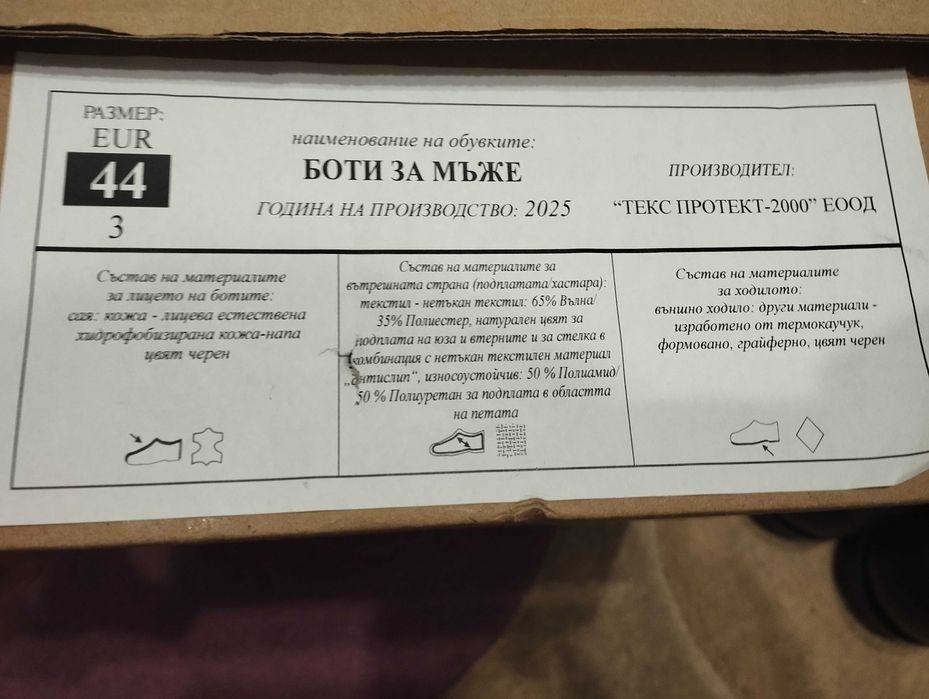 РАЗМЕР:
EUR
44
3
наименование на обувките:
БОТИ ЗА МЪЖЕ
ГОДИНА НА ПРОИЗВОДСТВО: 2025
ПРОИЗВОДИТЕЛ:
“ТЕКС ПРОТЕКТ-2000” ЕООД
Състав на материалите
за лицето на ботите:
сая: кожа - лицева естествена
хидрофобизирана кожа-напа
цвят черен
Състав на материалите за
вътрешната страна (подплатата/хастара):
текстил - нетъкан текстил: 65% Вълна/
35% Полиестер, натурален цвят за
подплата на юза и втерните и за стелка в
комбинация с нетъкан текстилен материал
„антислип“, износоустойчив: 50 % Полиамид/
50 % Полиуретан за подплата в областта
на петата
Състав на материалите
за ходилото:
външно ходило: други материали -
изработено от термокаучук,
формовано, грайферно, цвят черен